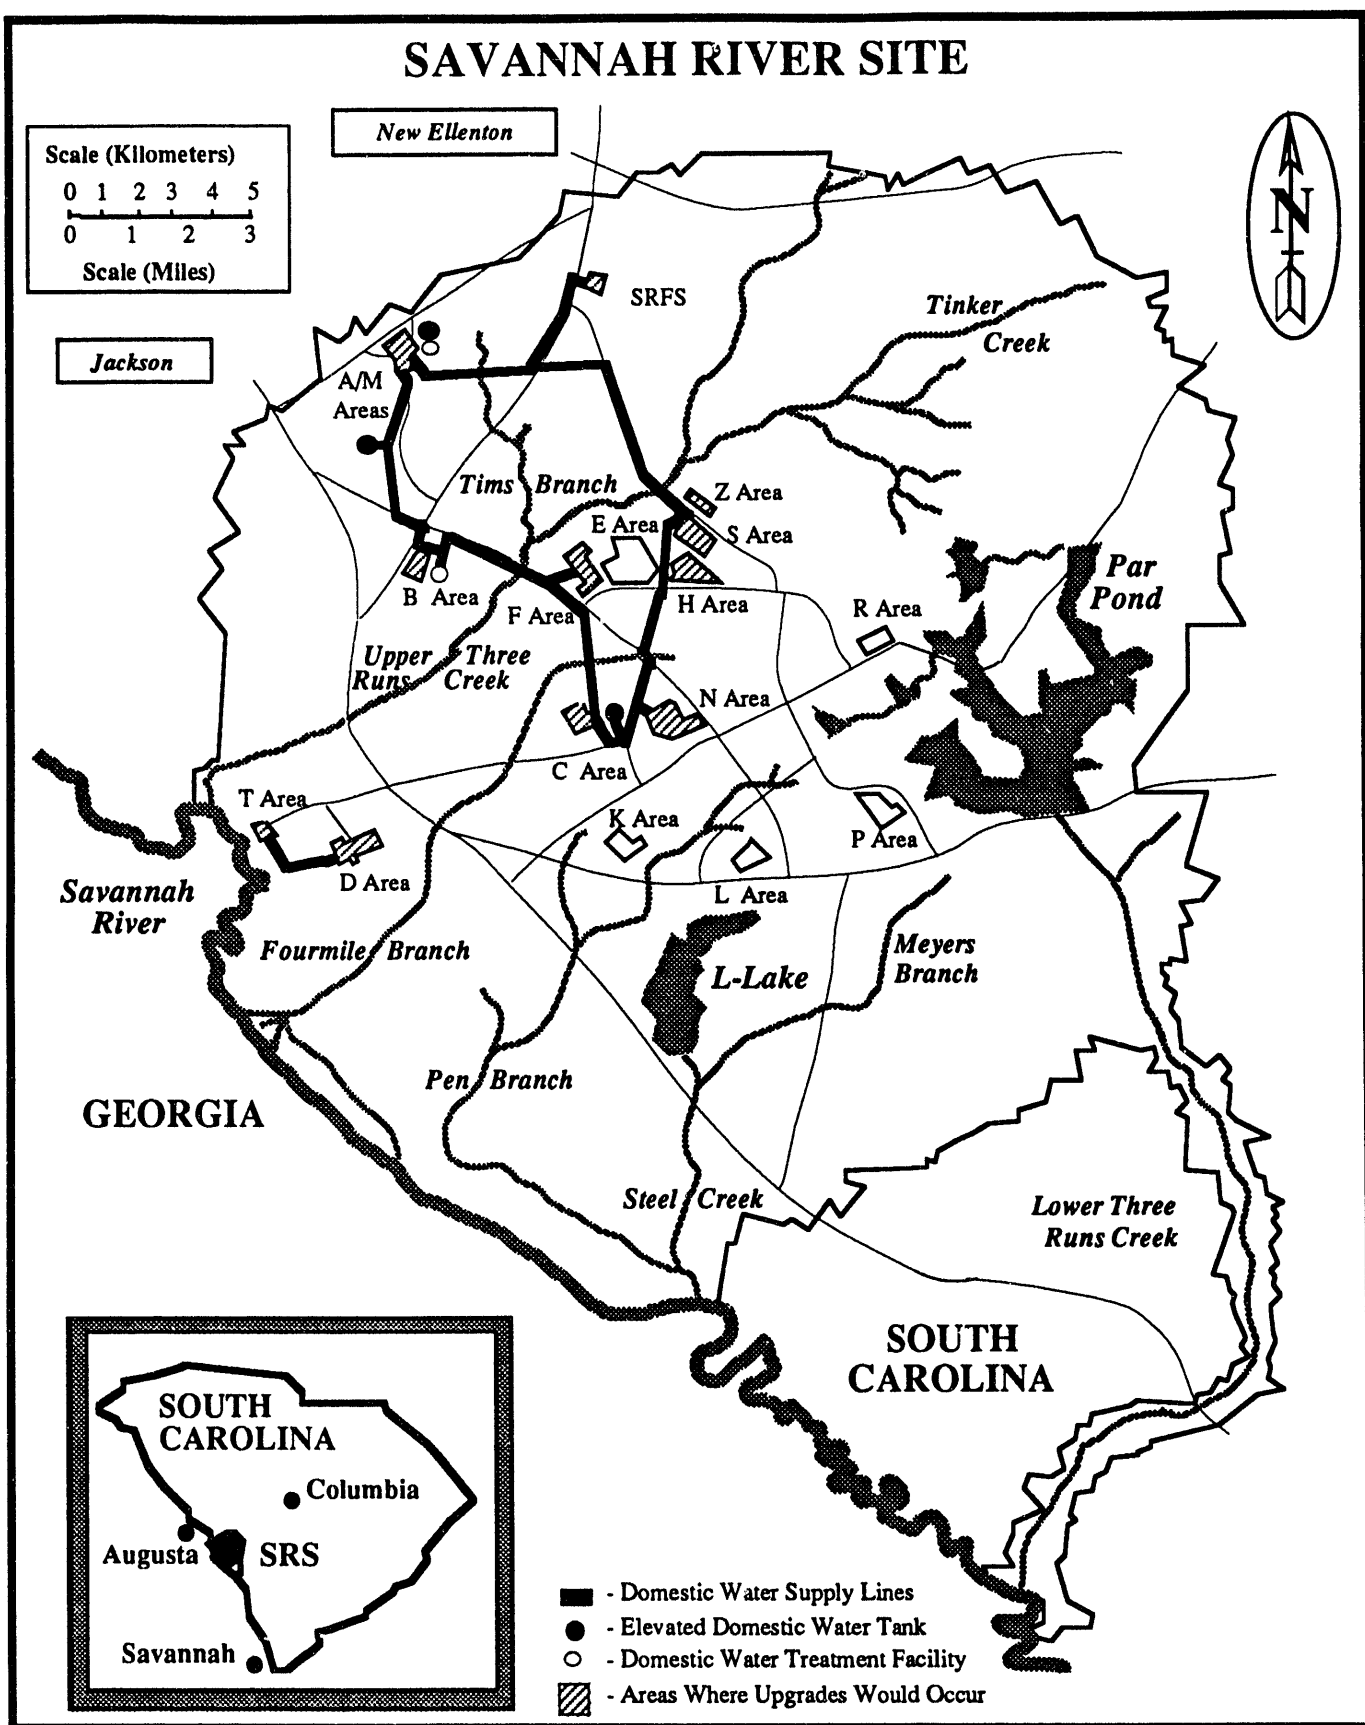 SAVANNAH RIVER SITE
New Ellenton
Scale (Kilometers)
0 1 2 3 4 5
0 1 2 3
Scale (Miles)
N
Jackson
SRFS
Tinker
Creek
A/M
Areas
Tims Branch
Z Area
E Area
S Area
B Area
F Area
H Area
R Area
Par
Pond
Upper Three
Runs Creek
N Area
C Area
T Area
K Area
P Area
D Area
L Area
Savannah
River
Fourmile Branch
L-Lake
Meyers
Branch
Pen Branch
GEORGIA
Steel Creek
Lower Three
Runs Creek
SOUTH
CAROLINA
SOUTH
CAROLINA
Columbia
Augusta
SRS
Savannah
- Domestic Water Supply Lines
- Elevated Domestic Water Tank
- Domestic Water Treatment Facility
- Areas Where Upgrades Would Occur